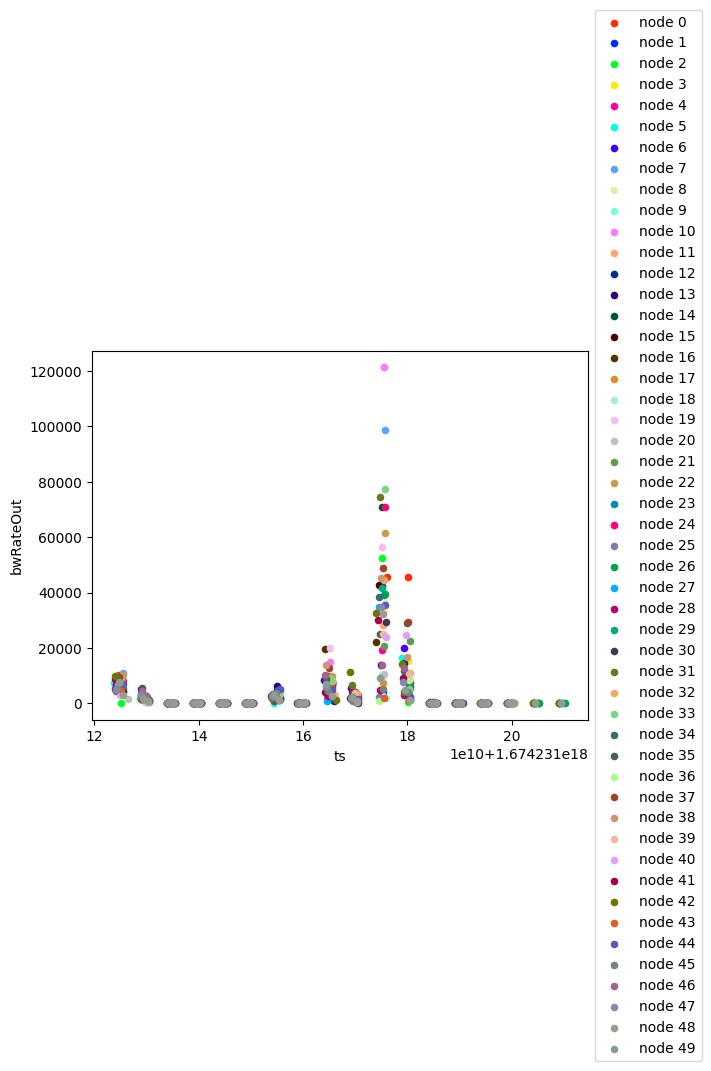 120000
100000
80000
60000
40000
20000
0
bwRateOut
12 14 16 18 20
ts
1e10+1.674231e18
node 0
node 1
node 2
node 3
node 4
node 5
node 6
node 7
node 8
node 9
node 10
node 11
node 12
node 13
node 14
node 15
node 16
node 17
node 18
node 19
node 20
node 21
node 22
node 23
node 24
node 25
node 26
node 27
node 28
node 29
node 30
node 31
node 32
node 33
node 34
node 35
node 36
node 37
node 38
node 39
node 40
node 41
node 42
node 43
node 44
node 45
node 46
node 47
node 48
node 49